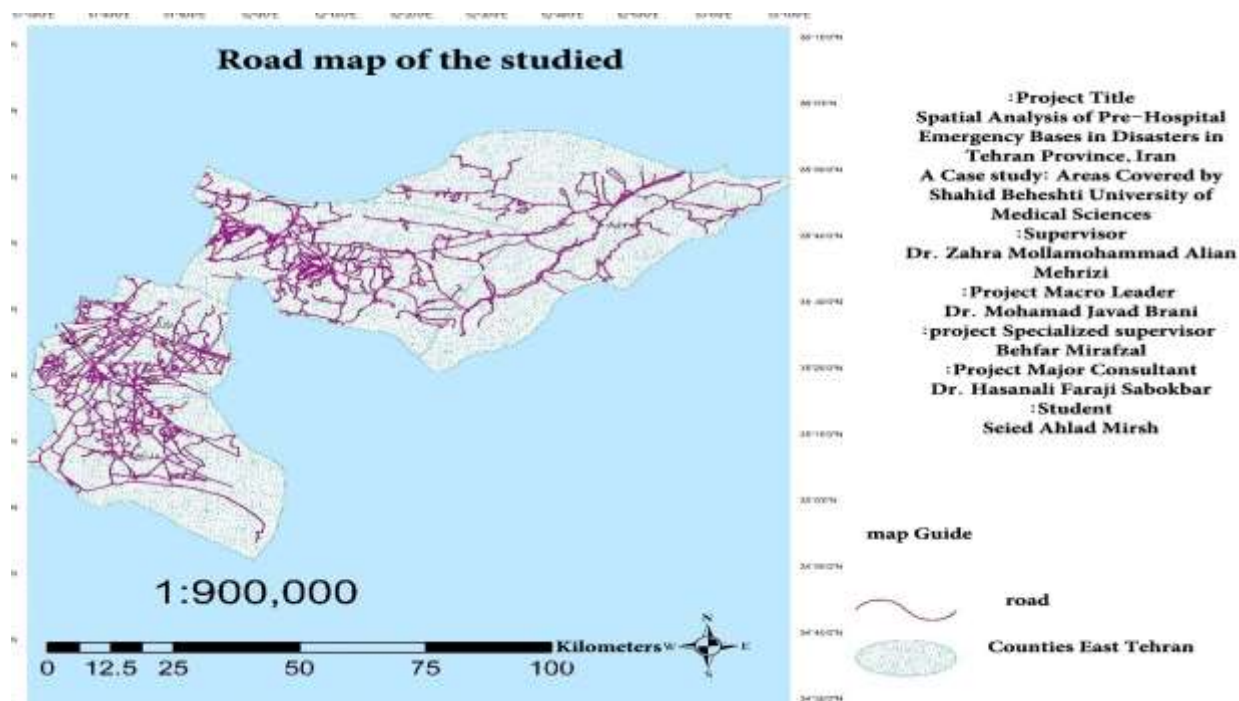 Road map of the studied
:Project Title
Spatial Analysis of Pre-Hospital
Emergency Bases in Disasters in
Tehran Province, Iran
A Case study: Areas Covered by
Shahid Beheshti University of
Medical Sciences
:Supervisor
Dr. Zahra Mollamohammad Alian
Mehrizi
:Project Macro Leader
Dr. Mohamad Javad Brani
:project Specialized supervisor
Behfar Mirafzal
:Project Major Consultant
Dr. Hasanali Faraji Sabokbar
:Student
Seied Ahlad Mirsh
map Guide
road
Counties East Tehran
1:900,000
Kilometers
0 12.5 25 50 75 100
N
W E
S